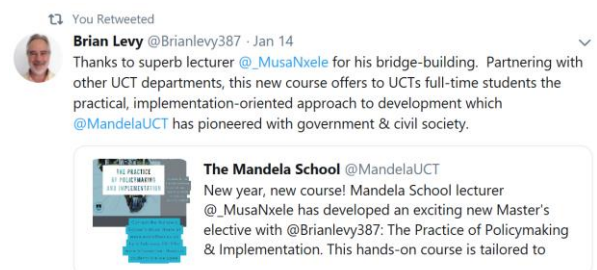 You Retweeted
Brian Levy @Brianlevy387 · Jan 14
Thanks to superb lecturer @_MusaNxele for his bridge-building. Partnering with
other UCT departments, this new course offers to UCTs full-time students the
practical, implementation-oriented approach to development which
@MandelaUCT has pioneered with government & civil society.
THE PRACTICE
OF POLICYMAKING
AND IMPLEMENTATION
The Mandela School @MandelaUCT
New year, new course! Mandela School lecturer
@_MusaNxele has developed an exciting new Master's
elective with @Brianlevy387: The Practice of Policymaking
& Implementation. This hands-on course is tailored to